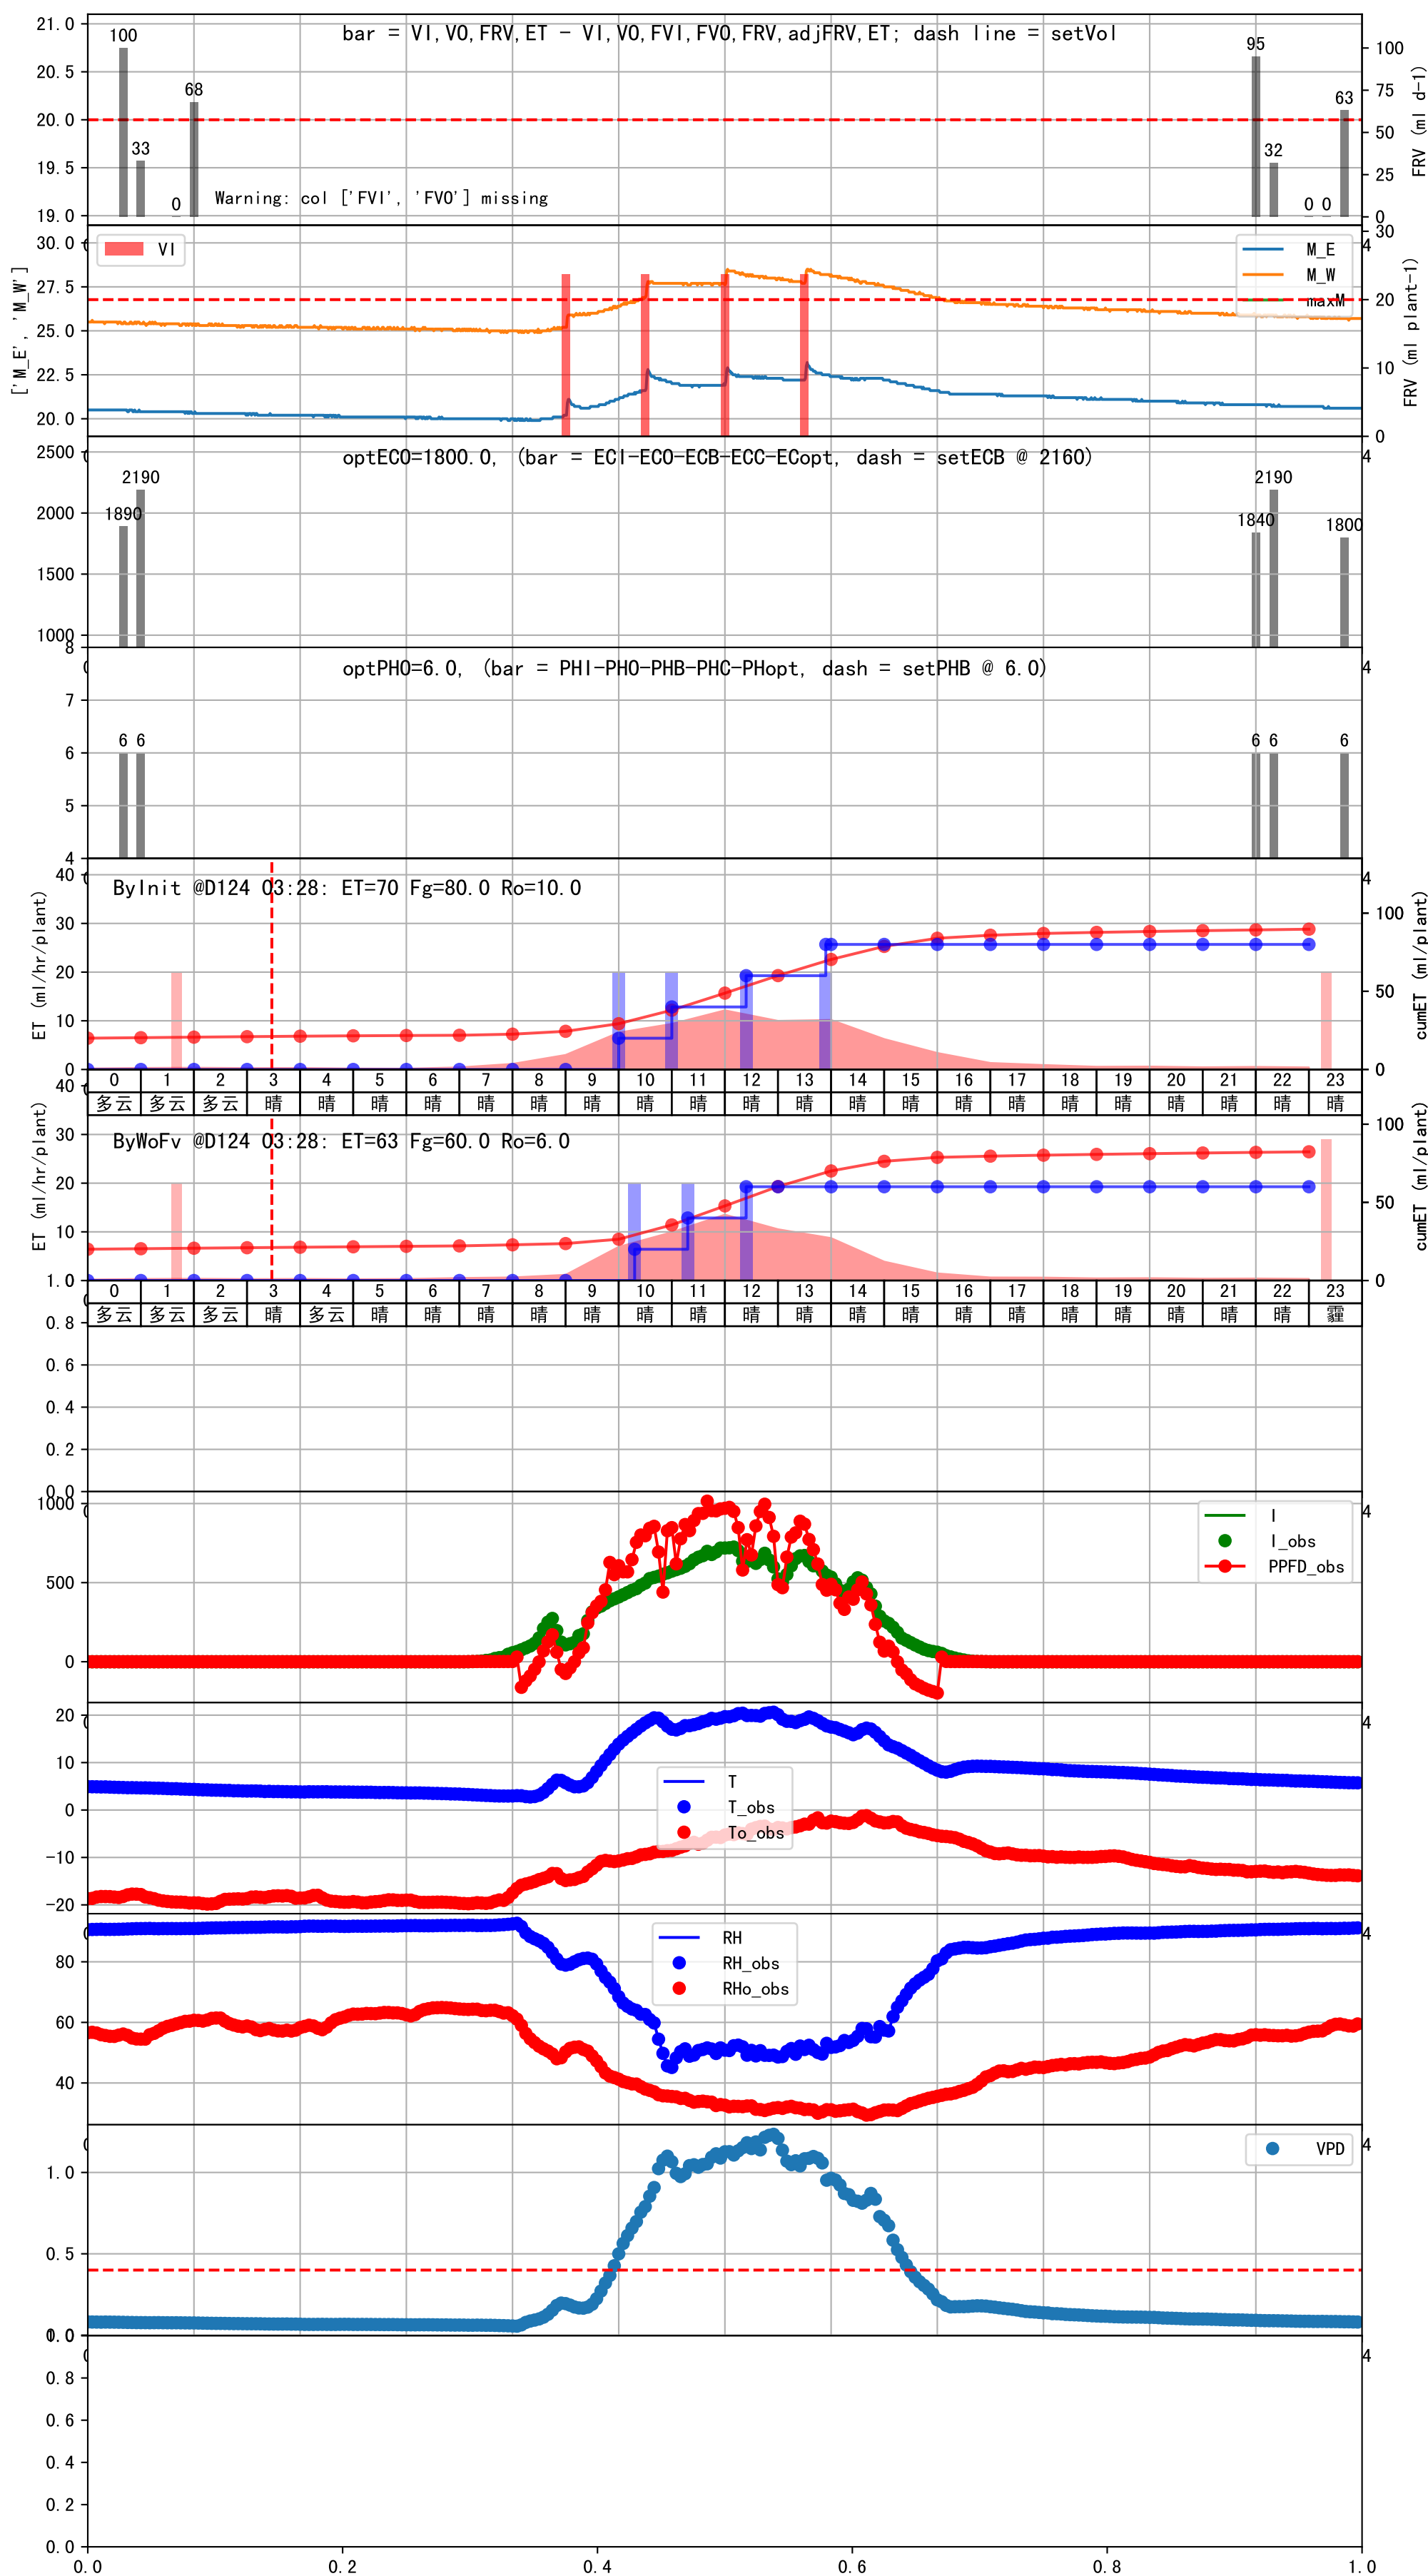 bar = VI,VO,FRV,ET - VI,VO,FVI,FVO,FRV,adjFRV,ET; dash line = setVol
21.0
20.5
20.0
19.5
19.0
100
33
0
68
95
32
0
0
63
Warning: col ['FVI', 'FVO'] missing
100
75
50
25
0
FRV (ml d-1)
['M_E', 'M_W']
30.0
27.5
25.0
22.5
20.0
VI
M_E
M_W
maxM
30
4
20
10
0
FRV (ml plant-1)
optECO=1800.0, (bar = ECI-ECO-ECB-ECC-ECopt, dash = setECB @ 2160)
2500
2000
1500
1000
1890
2190
1840
2190
1800
4
optPHO=6.0, (bar = PHI-PHO-PHB-PHC-PHopt, dash = setPHB @ 6.0)
8
7
6
5
4
6
6
6
6
6
4
ByInit @D124 03:28: ET=70 Fg=80.0 Ro=10.0
ET (ml/hr/plant)
40
30
20
10
0
4
100
50
0
cumET (ml/plant)
0 1 2 3 4 5 6 7 8 9 10 11 12 13 14 15 16 17 18 19 20 21 22 23
多云 多云 多云 晴 晴 晴 晴 晴 晴 晴 晴 晴 晴 晴 晴 晴 晴 晴 晴 晴 晴 晴 晴 晴
ByWoFv @D124 03:28: ET=63 Fg=60.0 Ro=6.0
ET (ml/hr/plant)
40
30
20
10
100
50
0
cumET (ml/plant)
0 1 2 3 4 5 6 7 8 9 10 11 12 13 14 15 16 17 18 19 20 21 22 23
多云 多云 多云 晴 多云 晴 晴 晴 晴 晴 晴 晴 晴 晴 晴 晴 晴 晴 晴 晴 晴 晴 晴 霾
1.0
0.8
0.6
0.4
0.2
0.0
1000
500
0
I
I_obs
PPFD_obs
4
20
10
0
-10
-20
T
T_obs
To_obs
4
80
60
40
RH
RH_obs
RHo_obs
4
1.0
0.5
VPD
4
0.8
0.6
0.4
0.2
0.0
4
0.0 0.2 0.4 0.6 0.8 1.0